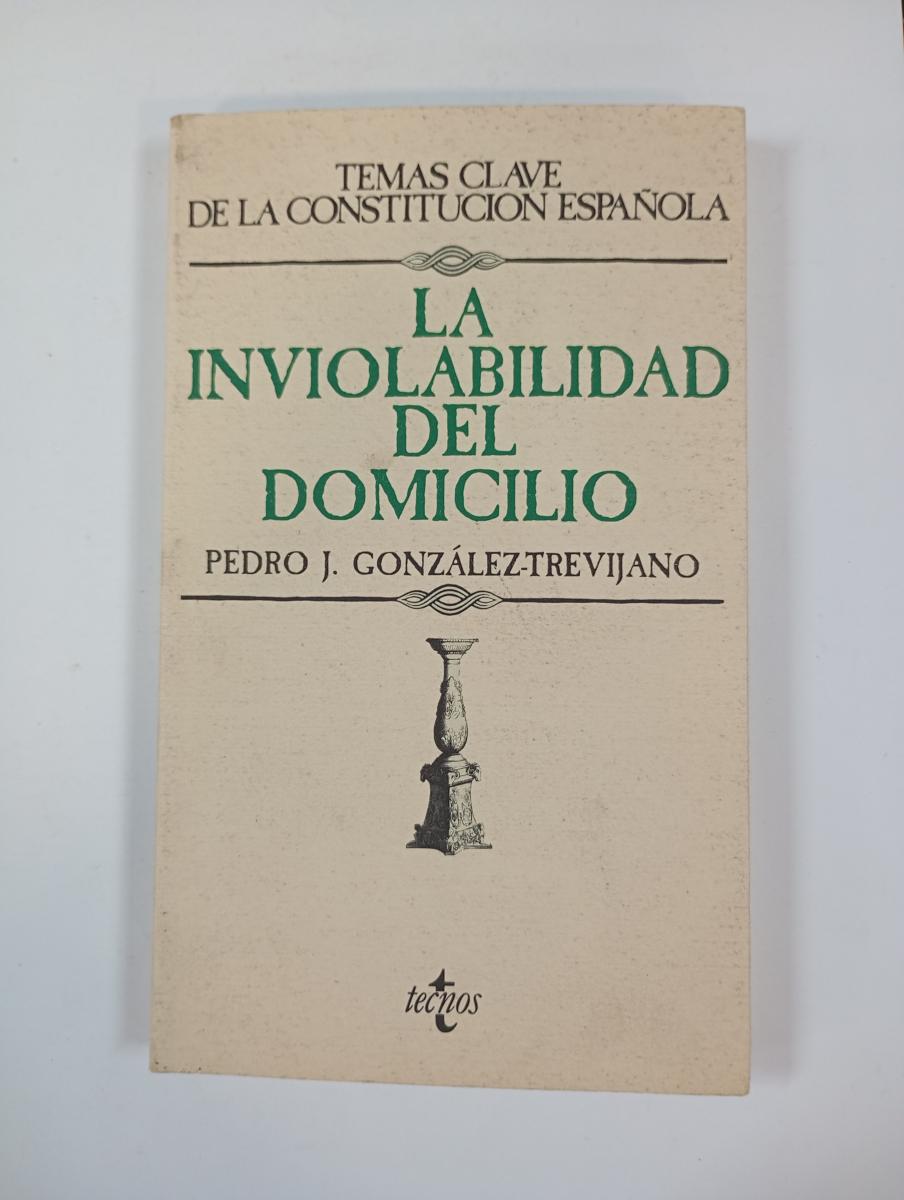 TEMAS CLAVE
DE LA CONSTITUCION ESPAÑOLA
LA
INVIOLABILIDAD
DEL
DOMICILIO
PEDRO J. GONZÁLEZ-TREVIJANO
tecnos